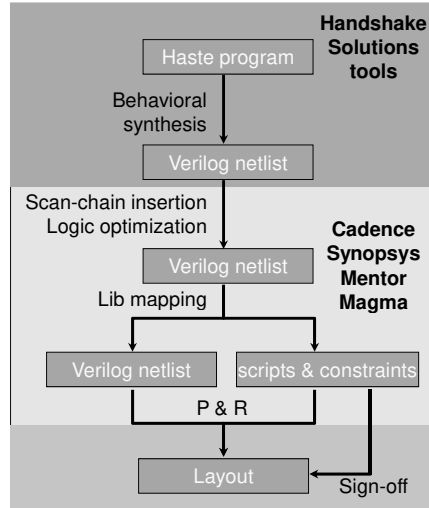 Handshake
Solutions
tools
Haste program
Behavioral
synthesis
Verilog netlist
Scan-chain insertion
Logic optimization
Cadence
Synopsys
Mentor
Magma
Verilog netlist
Lib mapping
Verilog netlist
scripts & constraints
P & R
Layout
Sign-off